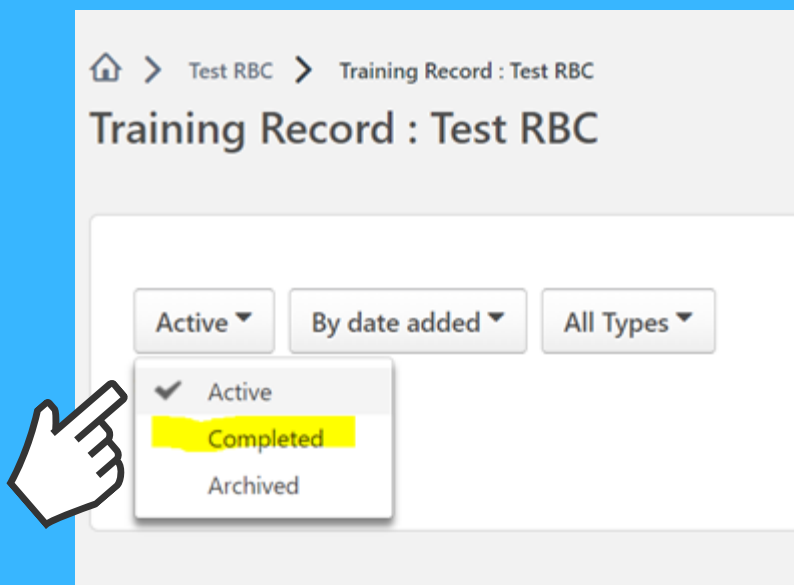 Test RBC Training Record : Test RBC
Training Record : Test RBC
Active By date added All Types
Active
Completed
Archived